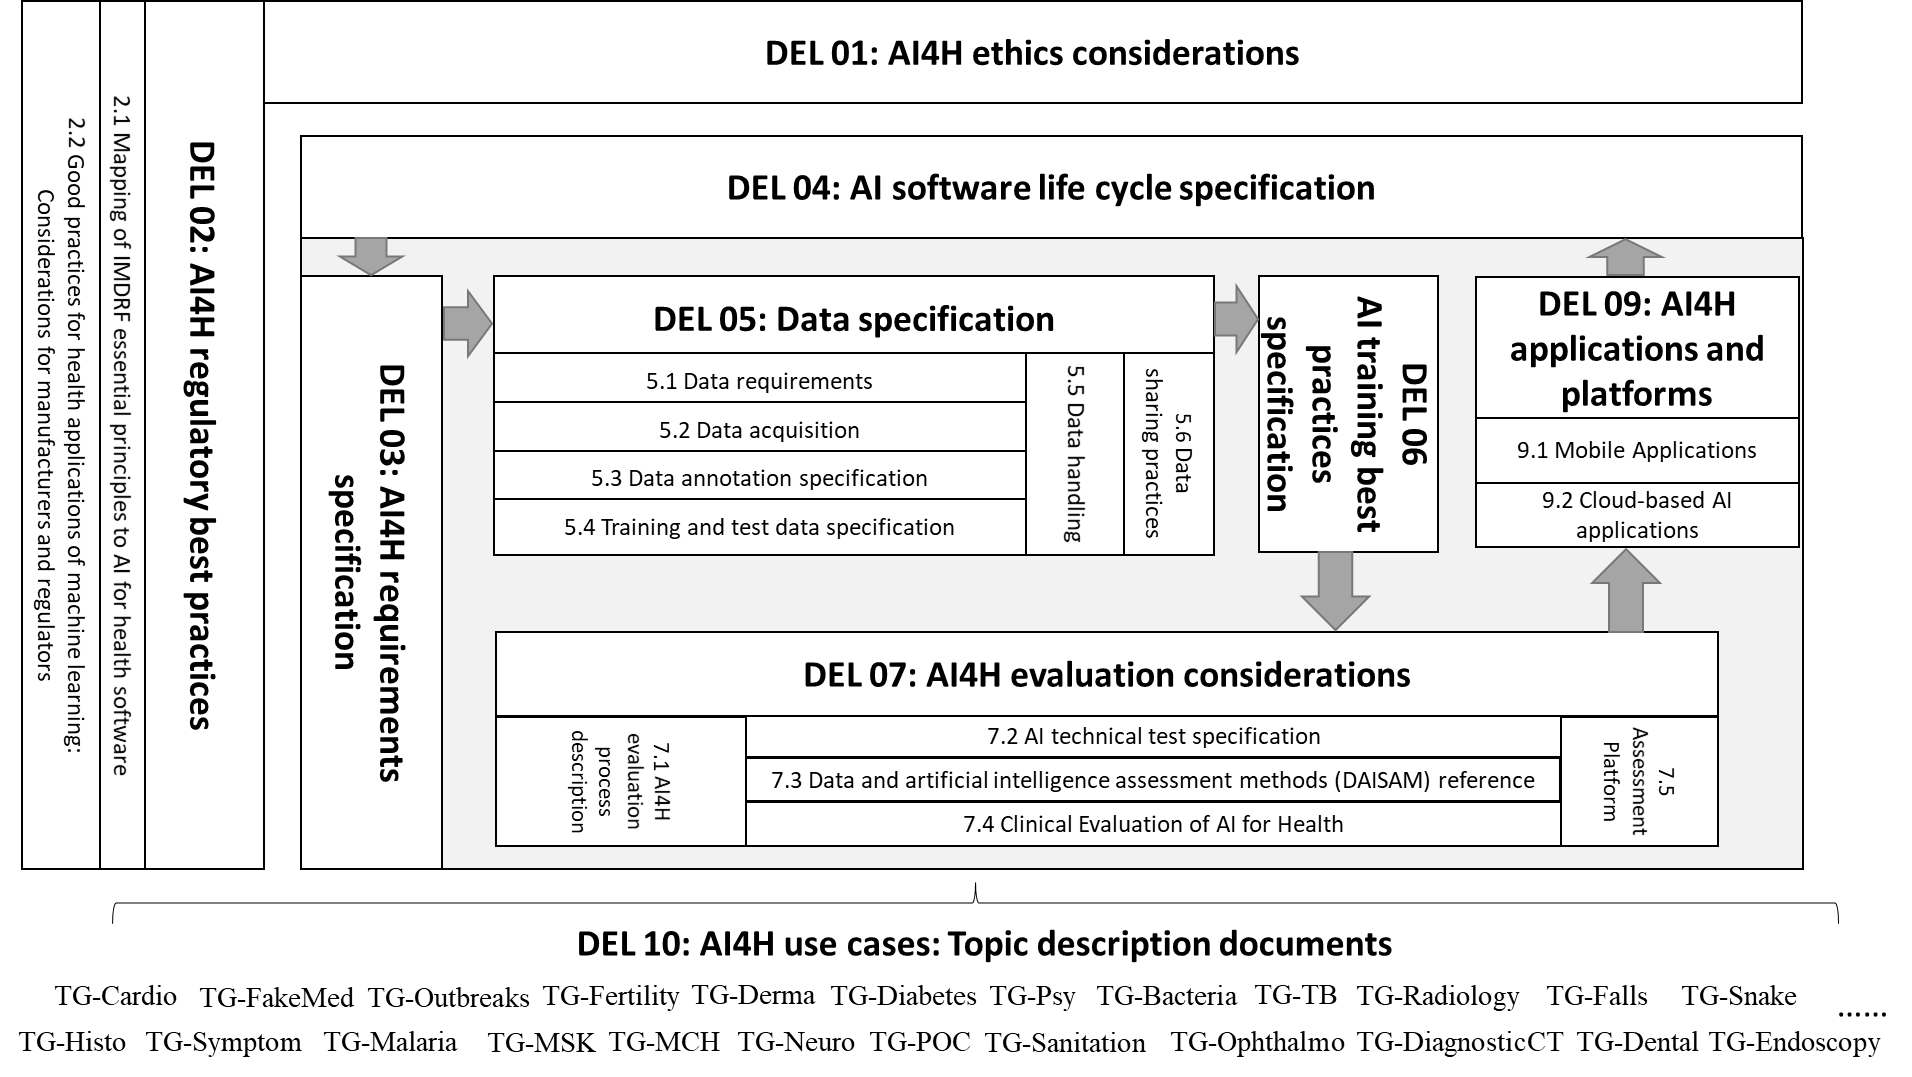 DEL 01: AI4H ethics considerations
DEL 02: AI4H regulatory best practices
2.1 Mapping of IMDRF essential principles to AI for health software
2.2 Good practices for health applications of machine learning:
Considerations for manufacturers and regulators
DEL 04: AI software life cycle specification
DEL 03: AI4H requirements
specification
DEL 05: Data specification
5.1 Data requirements
5.2 Data acquisition
5.3 Data annotation specification
5.4 Training and test data specification
5.5 Data handling
5.6 Data
sharing practices
DEL 06
AI training best
practices
specification
DEL 09: AI4H
applications and
platforms
9.1 Mobile Applications
9.2 Cloud-based AI
applications
DEL 07: AI4H evaluation considerations
7.1 AI4H
evaluation
process
description
7.2 AI technical test specification
7.3 Data and artificial intelligence assessment methods (DAISAM) reference
7.4 Clinical Evaluation of AI for Health
7.5
Assessment
Platform
DEL 10: AI4H use cases: Topic description documents
TG-Cardio TG-FakeMed TG-Outbreaks TG-Fertility TG-Derma TG-Diabetes TG-Psy TG-Bacteria TG-TB TG-Radiology TG-Falls TG-Snake ......
TG-Histo TG-Symptom TG-Malaria TG-MSK TG-MCH TG-Neuro TG-POC TG-Sanitation TG-Ophthalmo TG-DiagnosticCT TG-Dental TG-Endoscopy